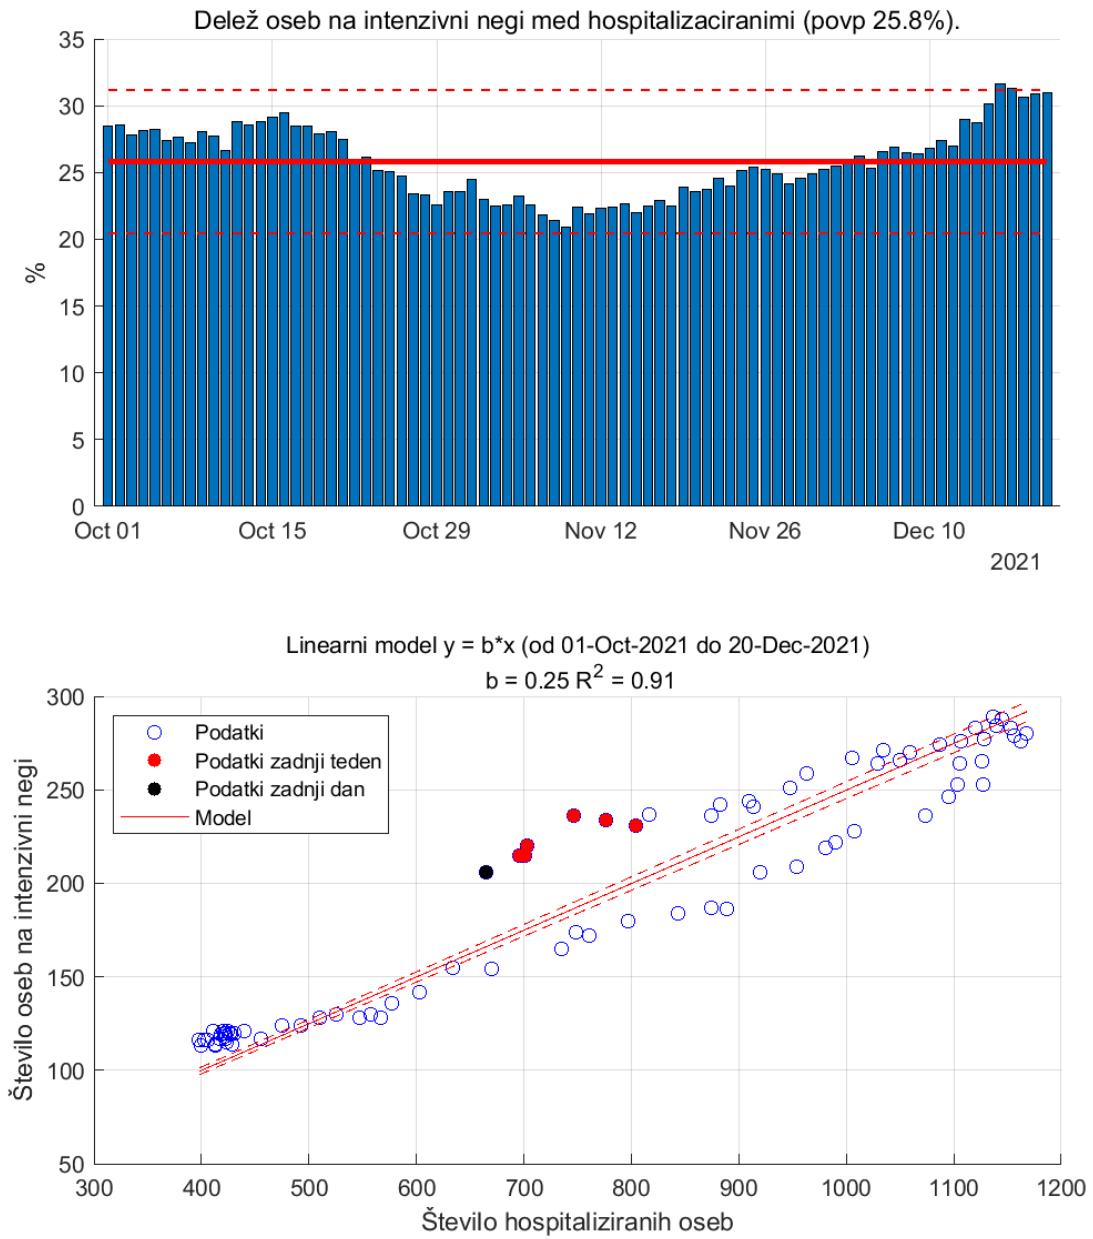 Delež oseb na intenzivni negi med hospitalizaciranimi (povp 25.8%).
35
30
25
20
15
10
5
0
%
Oct 01 Oct 15 Oct 29 Nov 12 Nov 26 Dec 10
2021
Linearni model y = b*x (od 01-Oct-2021 do 20-Dec-2021)
b = 0.25 R² = 0.91
300
250
200
150
100
50
Število oseb na intenzivni negi
Podatki
Podatki zadnji teden
Podatki zadnji dan
Model
300 400 500 600 700 800 900 1000 1100 1200
Število hospitaliziranih oseb